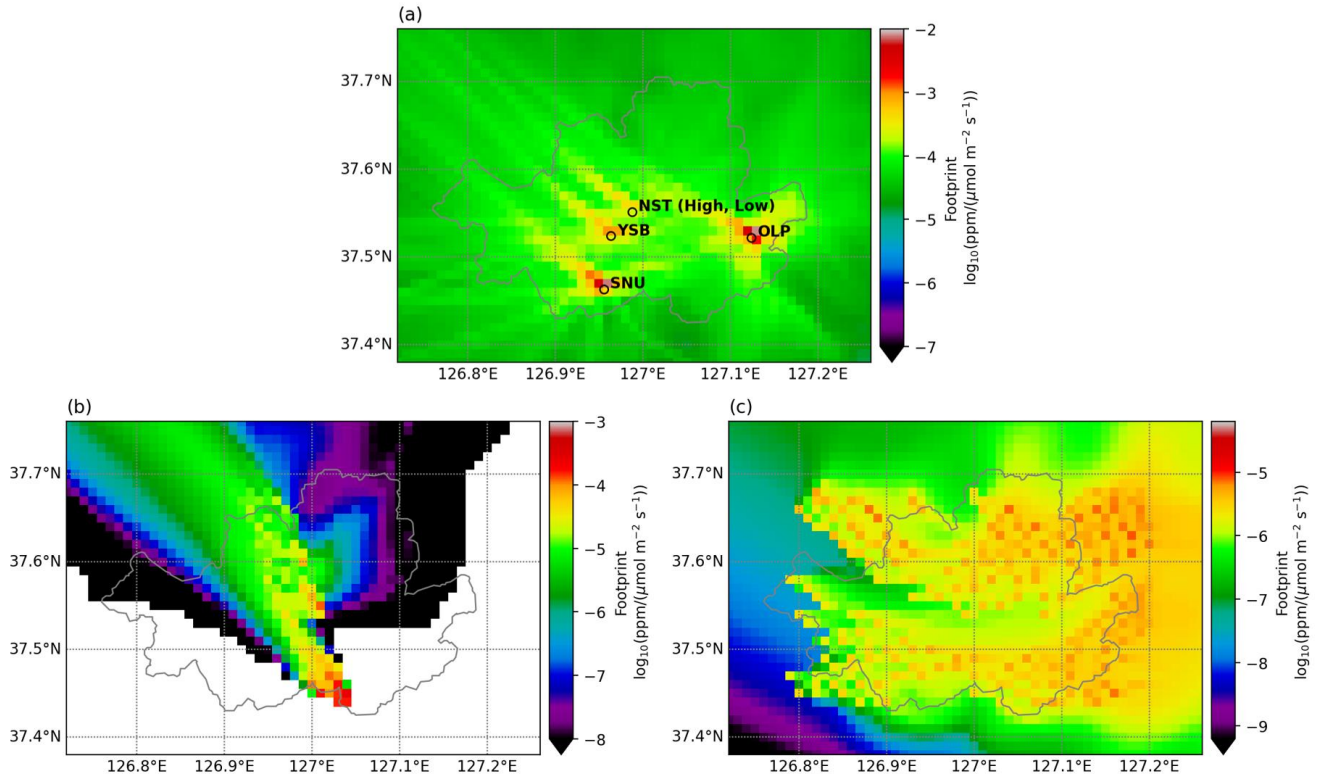 (a)
37.7°N
37.6°N
37.5°N
37.4°N
126.8°E 126.9°E 127°E 127.1°E 127.2°E
NST (High, Low)
YSB
OLP
SNU
−2
−3
−4
−5
−6
−7
Footprint
log₁₀(ppm/(μmol m⁻² s⁻¹))
(b)
37.7°N
37.6°N
37.5°N
37.4°N
126.8°E 126.9°E 127°E 127.1°E 127.2°E
−3
−4
−5
−6
−7
−8
Footprint
log₁₀(ppm/(μmol m⁻² s⁻¹))
(c)
37.7°N
37.6°N
37.5°N
37.4°N
126.8°E 126.9°E 127°E 127.1°E 127.2°E
−5
−6
−7
−8
−9
Footprint
log₁₀(ppm/(μmol m⁻² s⁻¹))